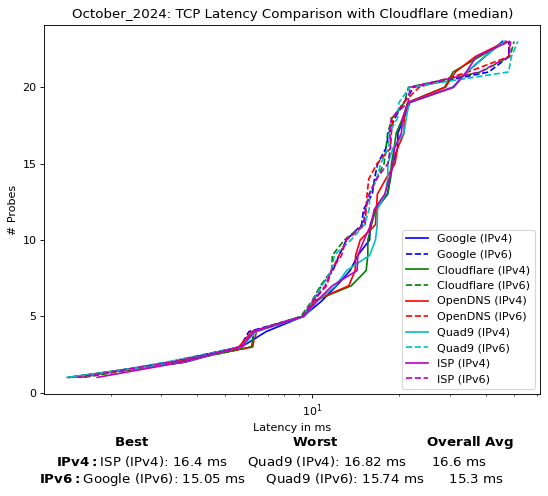 October_2024: TCP Latency Comparison with Cloudflare (median)
# Probes
20
15
10
5
0
Google (IPv4)
Google (IPv6)
Cloudflare (IPv4)
Cloudflare (IPv6)
OpenDNS (IPv4)
OpenDNS (IPv6)
Quad9 (IPv4)
Quad9 (IPv6)
ISP (IPv4)
ISP (IPv6)
10¹
Latency in ms
Best Worst Overall Avg
IPv4: ISP (IPv4): 16.4 ms Quad9 (IPv4): 16.82 ms 16.6 ms
IPv6: Google (IPv6): 15.05 ms Quad9 (IPv6): 15.74 ms 15.3 ms